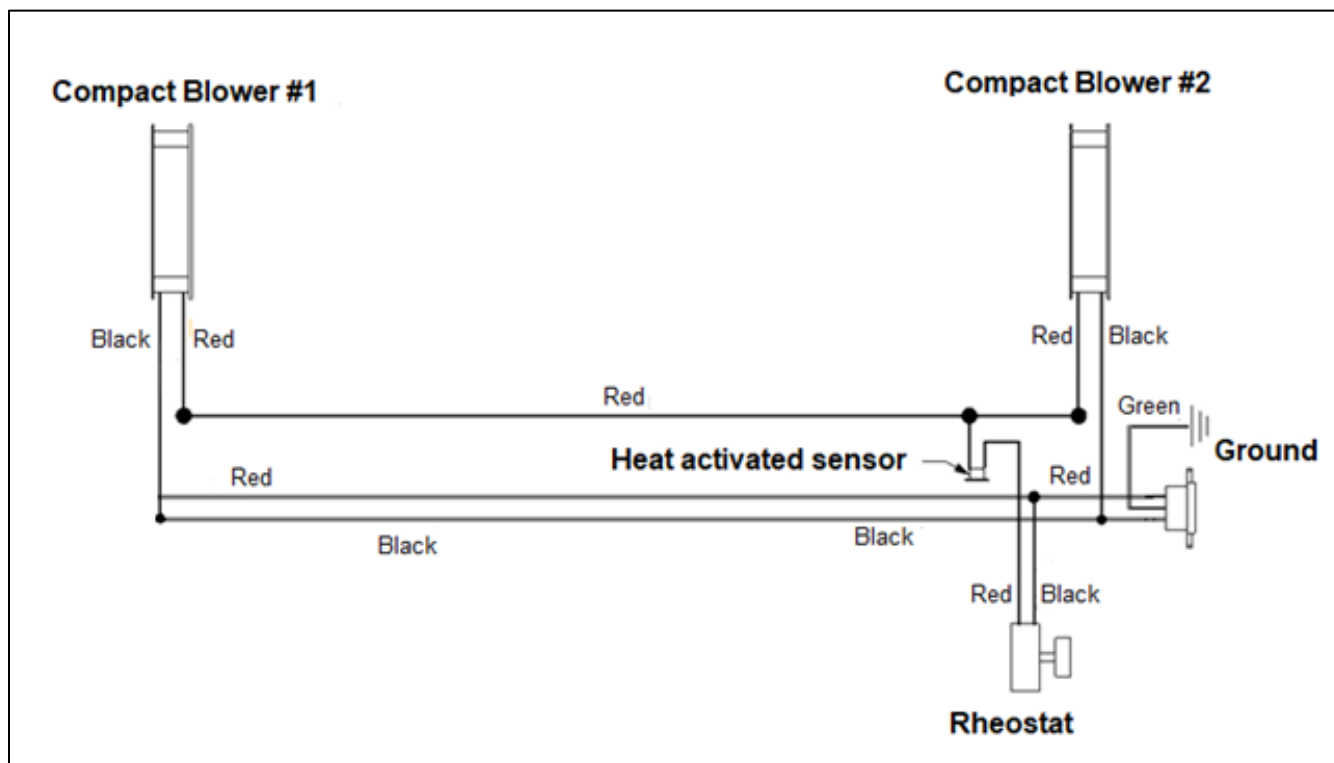 Compact Blower #1
Compact Blower #2
Black
Red
Red
Black
Red
Green
Heat activated sensor
Ground
Red
Red
Black
Black
Red
Black
Rheostat